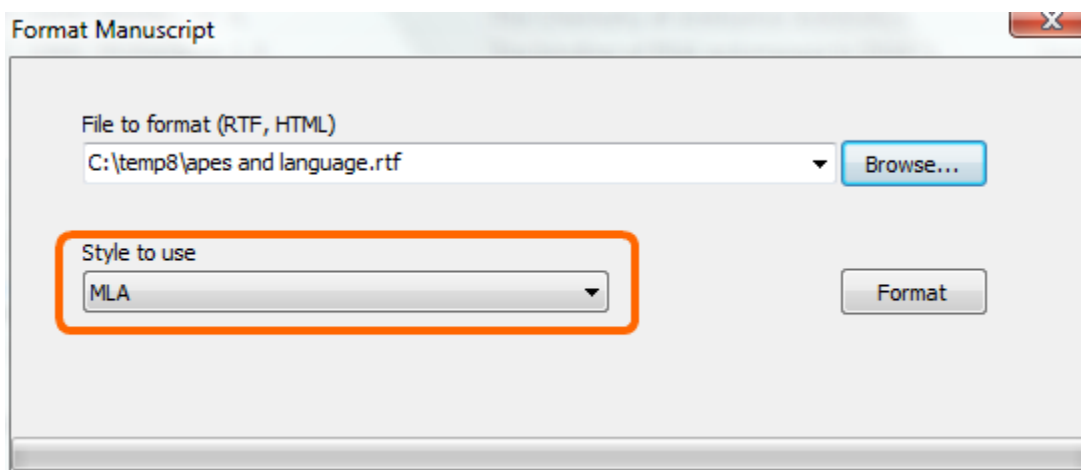 Format Manuscript
File to format (RTF, HTML)
C:\temp8\apes and language.rtf
Browse...
Style to use
MLA
Format